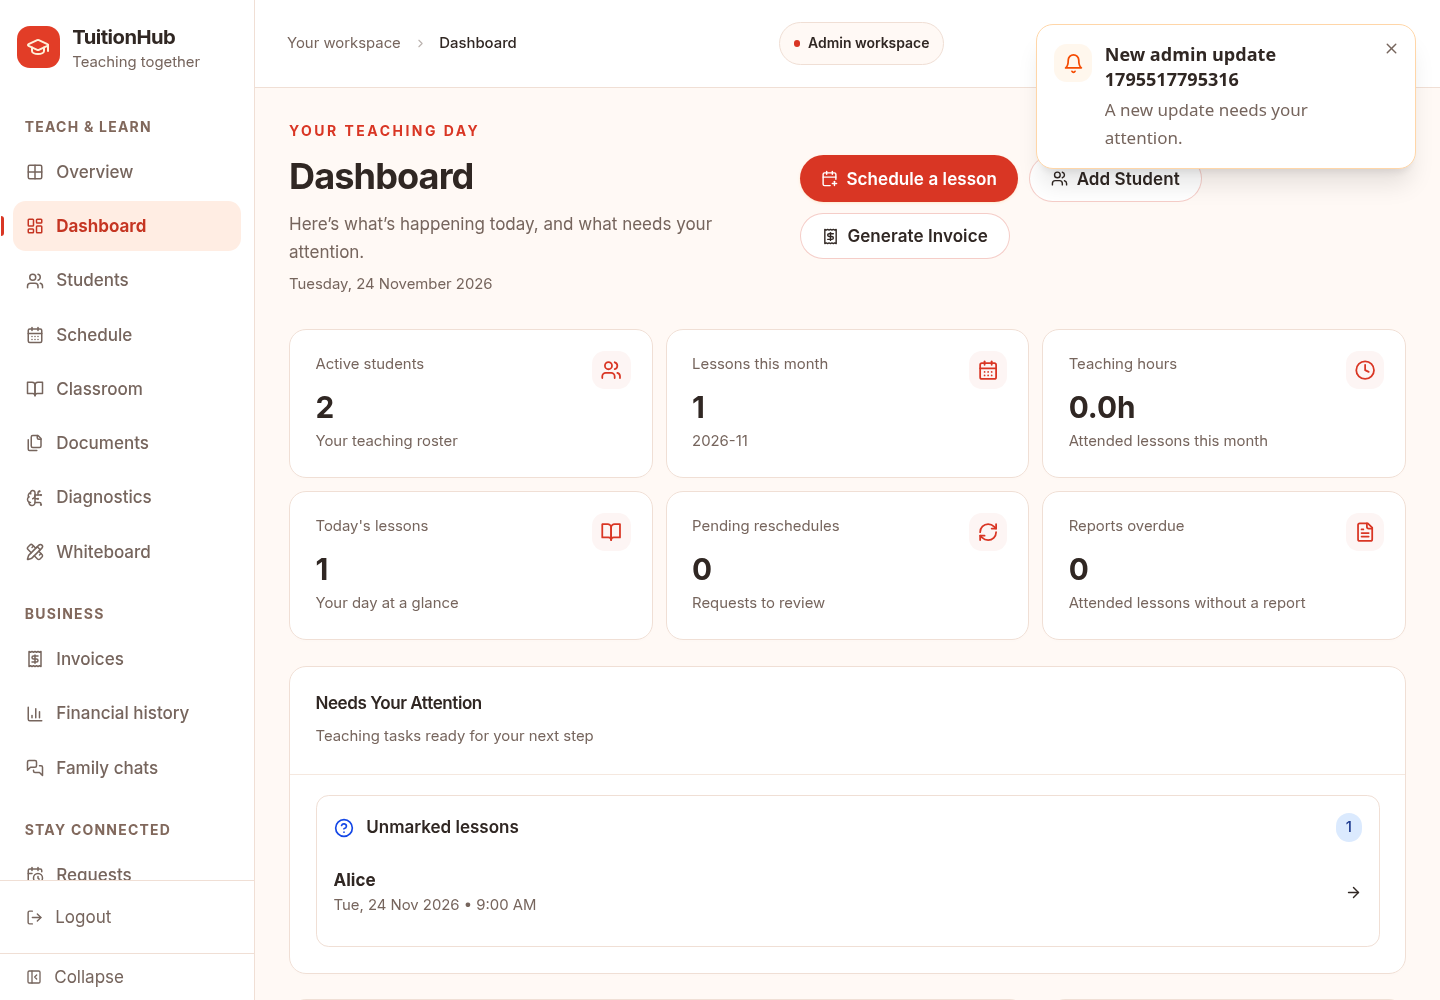 TuitionHub
Teaching together
TEACH & LEARN
Overview
Dashboard
Students
Schedule
Classroom
Documents
Diagnostics
Whiteboard
BUSINESS
Invoices
Financial history
Family chats
STAY CONNECTED
Requests
Logout
Collapse
Your workspace
Dashboard
Admin workspace
New admin update
1795517795316
A new update needs your
attention.
YOUR TEACHING DAY
Dashboard
Here’s what’s happening today, and what needs your
attention.
Tuesday, 24 November 2026
Schedule a lesson
Add Student
Generate Invoice
Active students
2
Your teaching roster
Lessons this month
1
2026-11
Teaching hours
0.0h
Attended lessons this month
Today's lessons
1
Your day at a glance
Pending reschedules
0
Requests to review
Reports overdue
0
Attended lessons without a report
Needs Your Attention
Teaching tasks ready for your next step
Unmarked lessons
1
Alice
Tue, 24 Nov 2026 • 9:00 AM